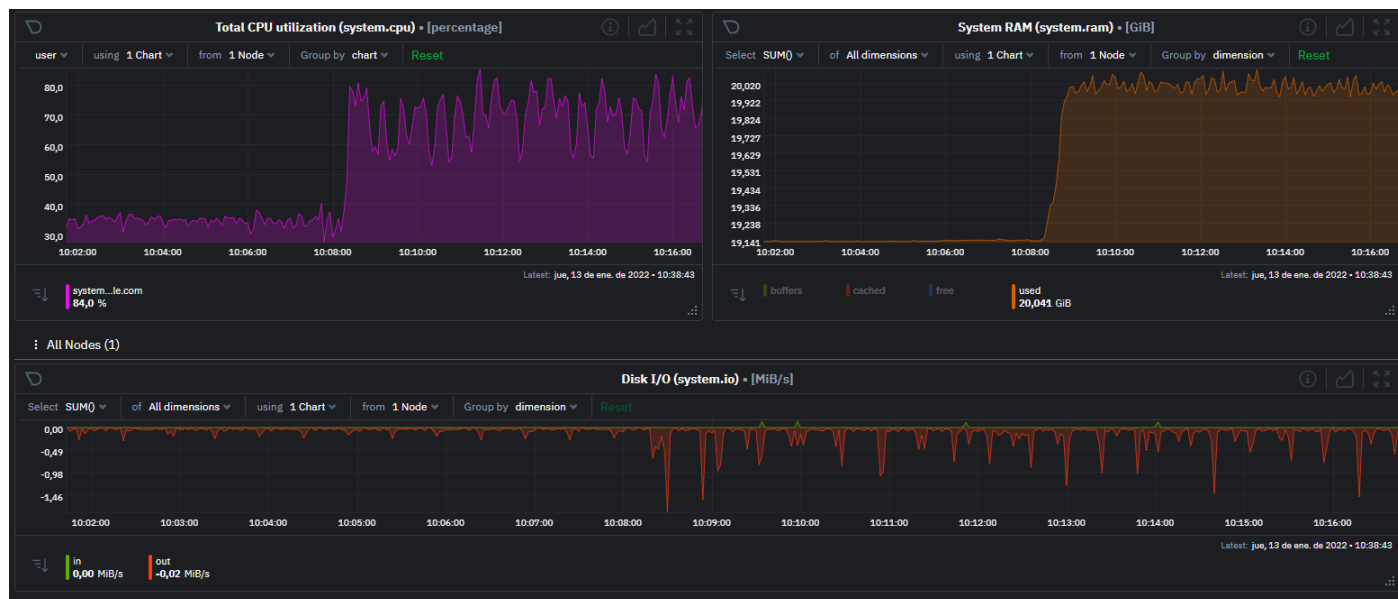 Total CPU utilization (system.cpu) • [percentage]
user using 1 Chart from 1 Node Group by chart Reset
80,0
70,0
60,0
50,0
40,0
30,0
10:02:00 10:04:00 10:06:00 10:08:00 10:10:00 10:12:00 10:14:00 10:16:00
Latest: jue, 13 de ene. de 2022 • 10:38:43
system...le.com
84,0 %
System RAM (system.ram) • [GiB]
Select SUM() of All dimensions using 1 Chart from 1 Node Group by dimension Reset
20,020
19,922
19,824
19,727
19,629
19,531
19,434
19,336
19,238
19,141
10:02:00 10:04:00 10:06:00 10:08:00 10:10:00 10:12:00 10:14:00 10:16:00
Latest: jue, 13 de ene. de 2022 • 10:38:43
buffers cached free used
20,041 GiB
All Nodes (1)
Disk I/O (system.io) • [MiB/s]
Select SUM() of All dimensions using 1 Chart from 1 Node Group by dimension Reset
0,00
-0,49
-0,98
-1,46
10:02:00 10:03:00 10:04:00 10:05:00 10:06:00 10:07:00 10:08:00 10:09:00 10:10:00 10:11:00 10:12:00 10:13:00 10:14:00 10:15:00 10:16:00
Latest: jue, 13 de ene. de 2022 • 10:38:43
in out
0,00 MiB/s -0,02 MiB/s